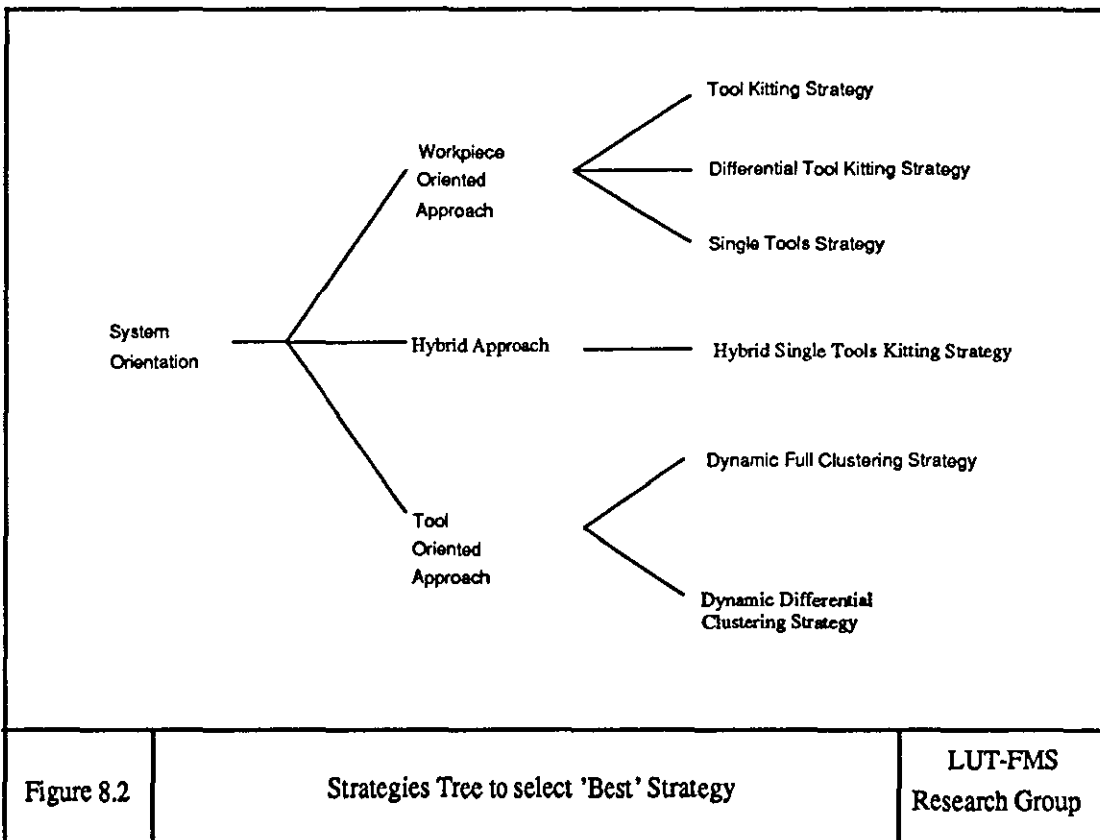 Tool Kitting Strategy
Workpiece
Oriented
Approach
Differential Tool Kitting Strategy
Single Tools Strategy
System
Orientation
Hybrid Approach
Hybrid Single Tools Kitting Strategy
Dynamic Full Clustering Strategy
Tool
Oriented
Approach
Dynamic Differential
Clustering Strategy
Figure 8.2
Strategies Tree to select 'Best' Strategy
LUT-FMS
Research Group